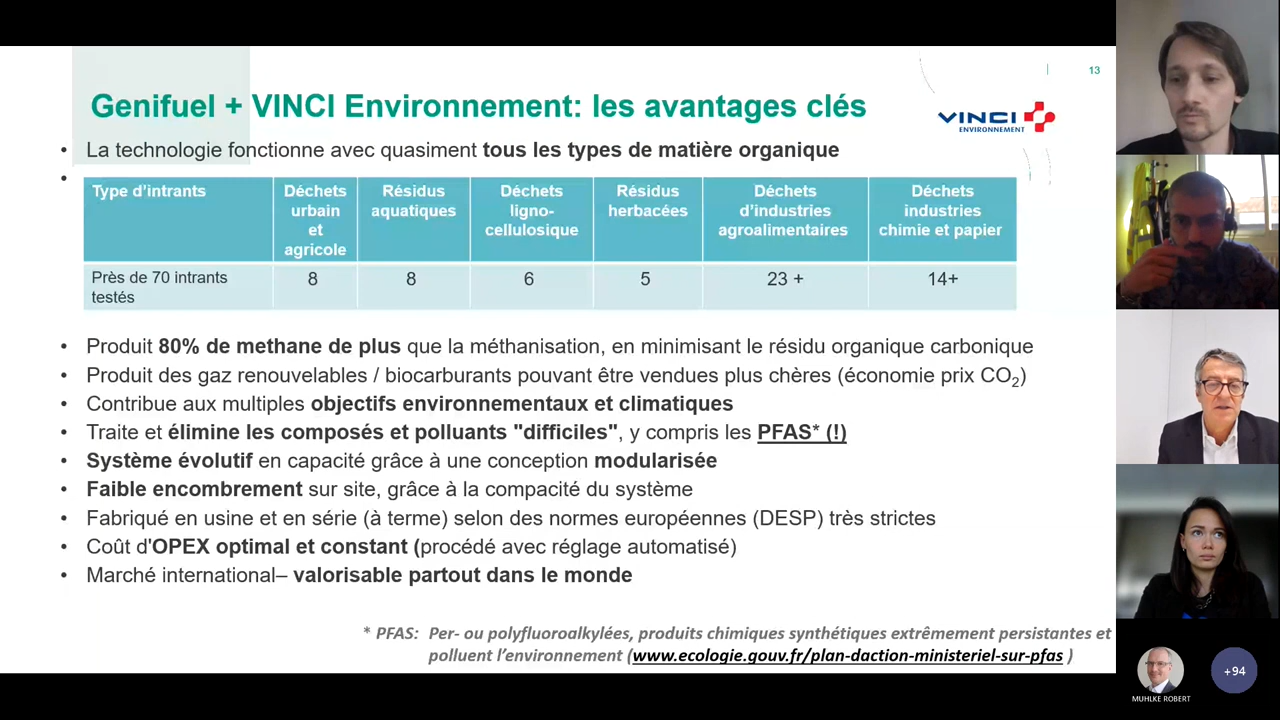 13
Genifuel + VINCI Environnement: les avantages clés
VINCI
ENVIRONNEMENT
• La technologie fonctionne avec quasiment tous les types de matière organique
•
Type d'intrants
Déchets urbain et agricole
Résidus aquatiques
Déchets ligno-cellulosique
Résidus herbacées
Déchets d'industries agroalimentaires
Déchets industries chimie et papier
Près de 70 intrants testés
8
8
6
5
23 +
14+
• Produit 80% de methane de plus que la méthanisation, en minimisant le résidu organique carbonique
• Produit des gaz renouvelables / biocarburants pouvant être vendues plus chères (économie prix CO2)
• Contribue aux multiples objectifs environnementaux et climatiques
• Traite et élimine les composés et polluants "difficiles", y compris les PFAS* (!)
• Système évolutif en capacité grâce à une conception modularisée
• Faible encombrement sur site, grâce à la compacité du système
• Fabriqué en usine et en série (à terme) selon des normes européennes (DESP) très strictes
• Coût d'OPEX optimal et constant (procédé avec réglage automatisé)
• Marché international– valorisable partout dans le monde
* PFAS: Per- ou polyfluoroalkylées, produits chimiques synthétiques extrêmement persistantes et
polluent l'environnement (www.ecologie.gouv.fr/plan-daction-ministeriel-sur-pfas )
MUHLKE ROBERT
+94